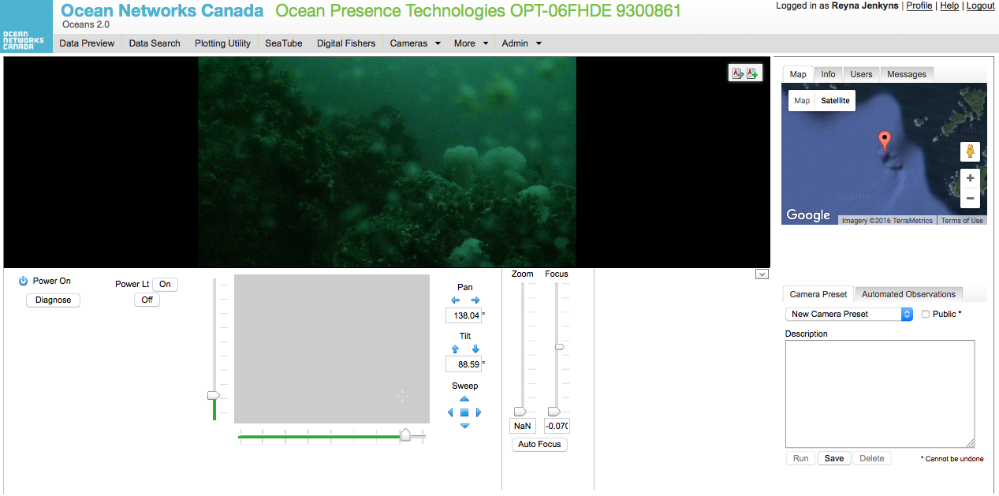 OCEAN
NETWORKS
CANADA
Ocean Networks Canada
Oceans 2.0
Ocean Presence Technologies OPT-06FHDE 9300861
Logged in as Reyna Jenkyns | Profile | Help | Logout
Data Preview
Data Search
Plotting Utility
SeaTube
Digital Fishers
Cameras
More
Admin
Map
Info
Users
Messages
Map
Satellite
Google
Google
Imagery ©2016 TerraMetrics
Terms of Use
+
−
Power On
Diagnose
Power Lt
On
Off
Pan
138.04°
Tilt
88.59°
Sweep
Zoom
Focus
NaN
-0.070
Auto Focus
Camera Preset
Automated Observations
New Camera Preset
Public *
Description
Run
Save
Delete
* Cannot be undone